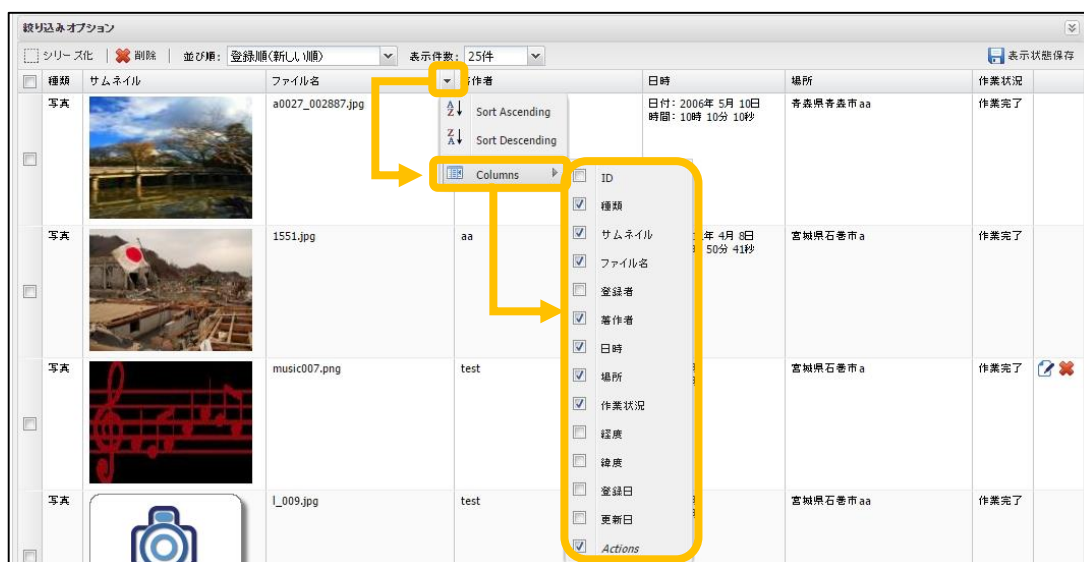 絞り込みオプション
シリーズ化 削除 並び順: 登録順(新しい順) 表示件数: 25件 表示状態保存
種類 サムネイル ファイル名 著作者 日時 場所 作業状況
写真 a0027_002887.jpg 日付: 2006年 5月 10日 青森県青森市aa 作業完了
時間: 10時 10分 10秒
Sort Ascending
Sort Descending
Columns
ID
種類
サムネイル
ファイル名
登録者
著作者
日時
場所
作業状況
経度
緯度
登録日
更新日
Actions
写真 1551.jpg aa 年 4月 8日 宮城県石巻市a 作業完了
50分 41秒
写真 music007.png test 宮城県石巻市a 作業完了
写真 l_009.jpg test 宮城県石巻市aa 作業完了